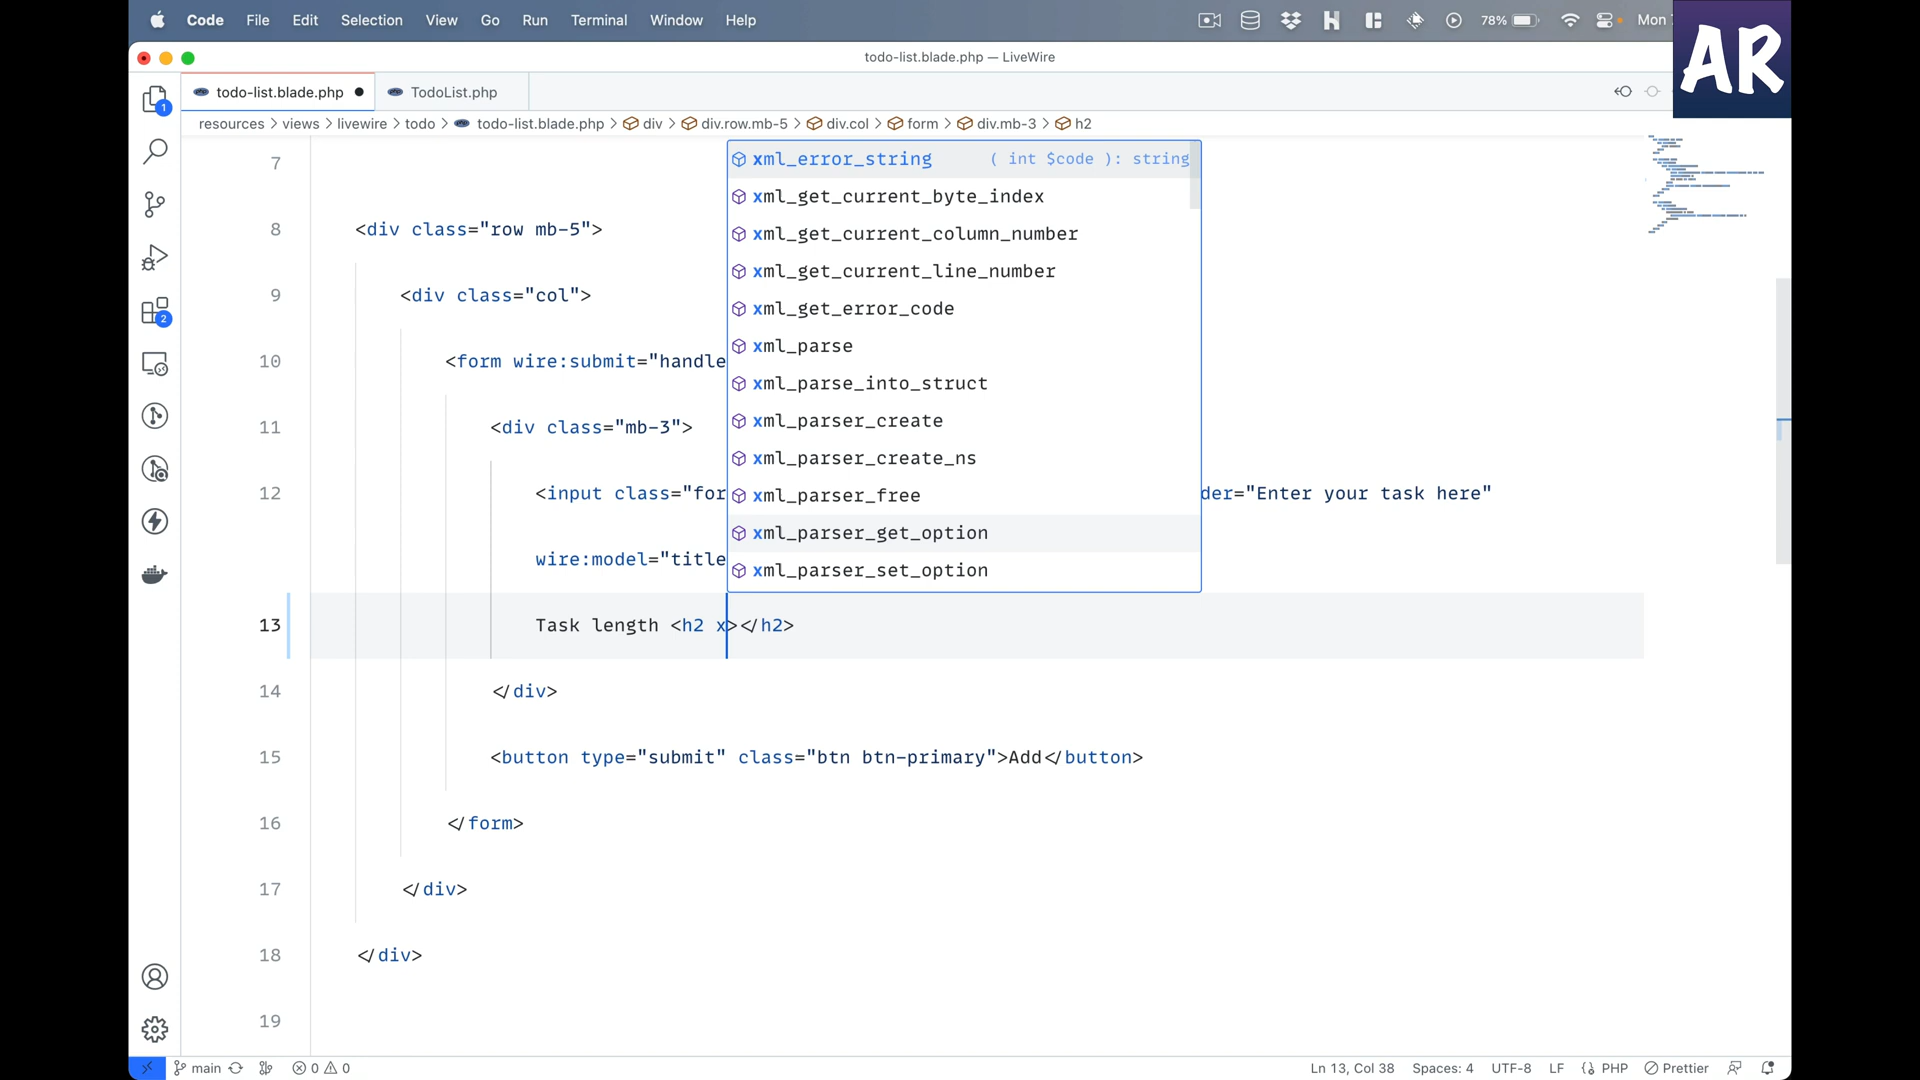 Code File Edit Selection View Go Run Terminal Window Help 78% Mon
AR
todo-list.blade.php — LiveWire
todo-list.blade.php TodoList.php
1
resources > views > livewire > todo > todo-list.blade.php > div > div.row.mb-5 > div.col > form > div.mb-3 > h2
7
xml_error_string ( int $code ): string
xml_get_current_byte_index
8 <div class="row mb-5">
xml_get_current_column_number
xml_get_current_line_number
9 <div class="col">
xml_get_error_code
2
xml_parse
10 <form wire:submit="handle
xml_parse_into_struct
xml_parser_create
11 <div class="mb-3">
xml_parser_create_ns
xml_parser_free
12 <input class="for der="Enter your task here"
xml_parser_get_option
wire:model="title
xml_parser_set_option
13 Task length <h2 x></h2>
14 </div>
15 <button type="submit" class="btn btn-primary">Add</button>
16 </form>
17 </div>
18 </div>
19
main 0 0 Ln 13, Col 38 Spaces: 4 UTF-8 LF PHP Prettier